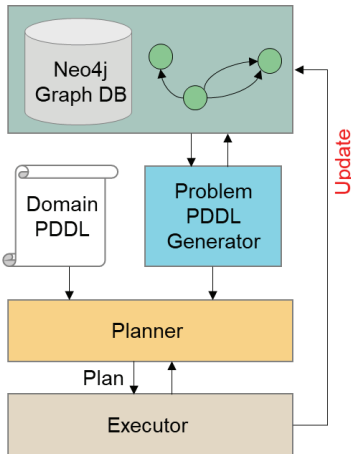 Neo4j
Graph DB
Update
Domain
PDDL
Problem
PDDL
Generator
Planner
Plan
Executor